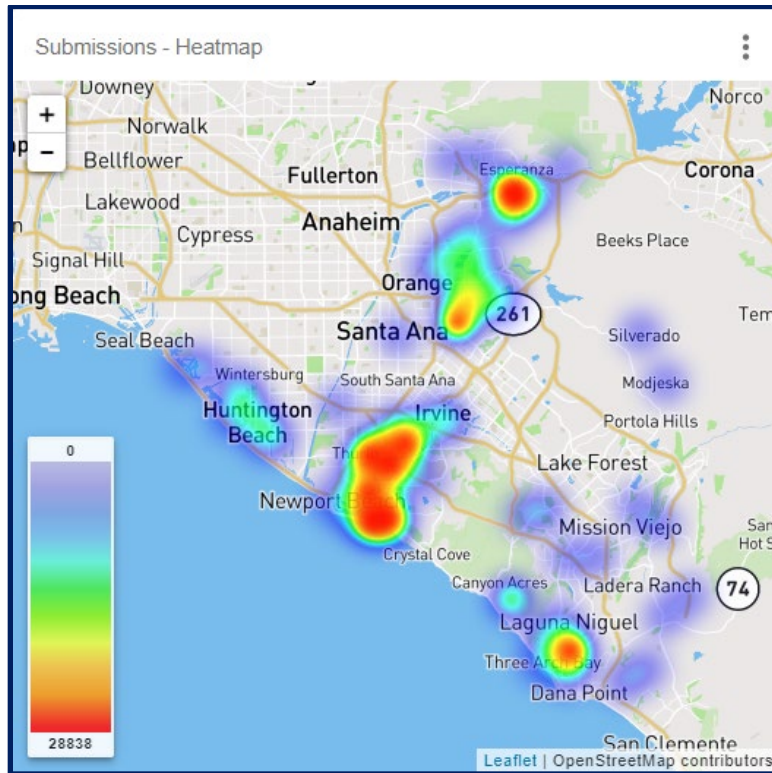 Submissions - Heatmap
Downey
Norco
+
Norwalk
−
Bellflower
Esperanza
Corona
Fullerton
Lakewood
Anaheim
Cypress
Beeks Place
Signal Hill
Orange
ong Beach
261
Tem
Santa Ana
Seal Beach
Silverado
Wintersburg
South Santa Ana
Modjeska
Huntington
Beach
Irvine
Portola Hills
0
Lake Forest
Newport Beach
Mission Viejo
San
Hot S
Crystal Cove
Canyon Acres
Ladera Ranch
74
Laguna Niguel
Three Arch Bay
Dana Point
28838
San Clemente
Leaflet | OpenStreetMap contributors